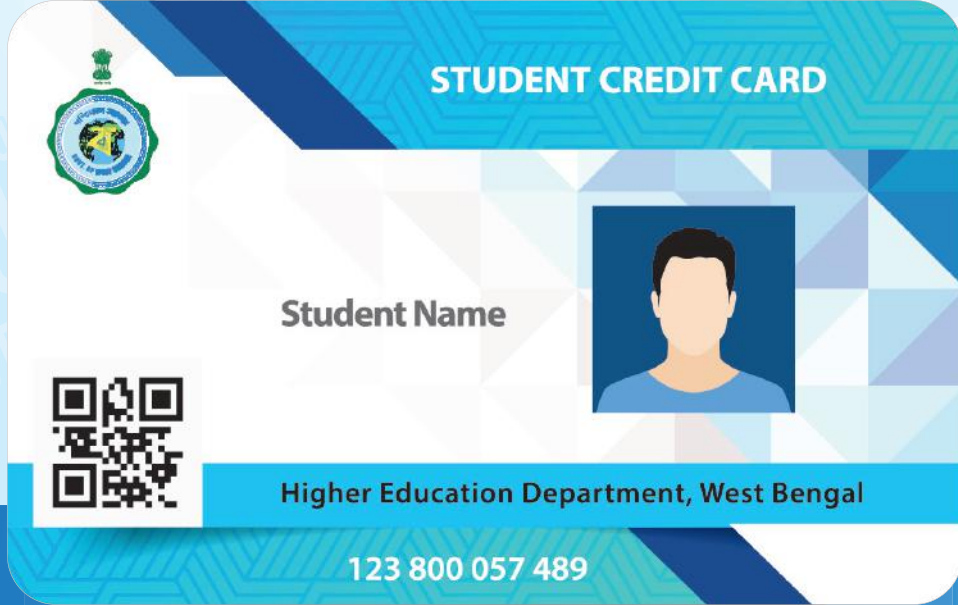 STUDENT CREDIT CARD
ব
Student Name
Higher Education Department, West Bengal
123 800 057 489